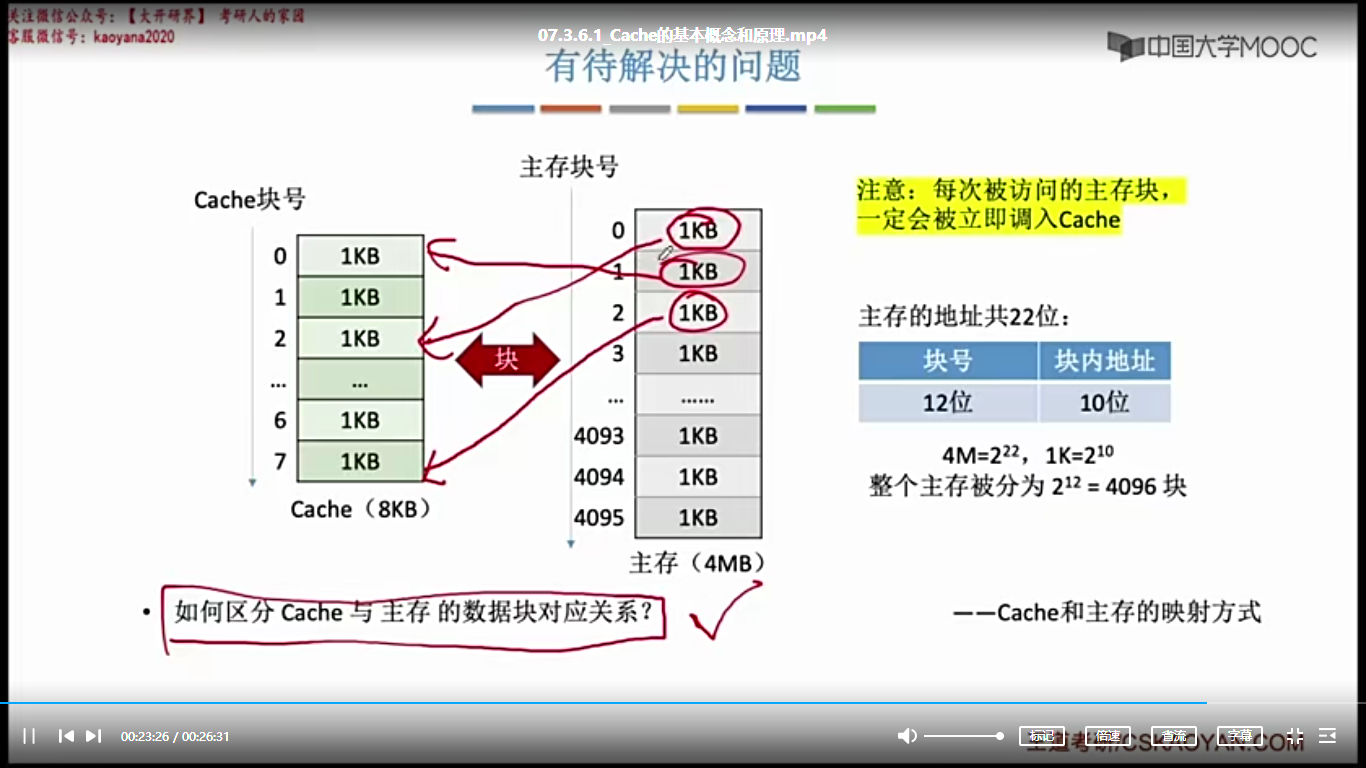 关注微信公众号：【大开研界】 考研人的家园
客服微信号：kaoyana2020
07.3.6.1_Cache的基本概念和原理.mp4
中国大学MOOC
有待解决的问题
主存块号
Cache块号
0 1KB
1 1KB
2 1KB
... ...
6 1KB
7 1KB
Cache（8KB）
块
0 1KB
1 1KB
2 1KB
3 1KB
... ......
4093 1KB
4094 1KB
4095 1KB
主存（4MB）
注意：每次被访问的主存块，
一定会被立即调入Cache
主存的地址共22位：
块号 块内地址
12位 10位
4M=2²²，1K=2¹⁰
整个主存被分为 2¹² = 4096 块
• 如何区分 Cache 与 主存 的数据块对应关系？
——Cache和主存的映射方式
00:23:26 / 00:26:31
标记 倍速 查流 字幕
王道考研/CSKAOYAN.COM